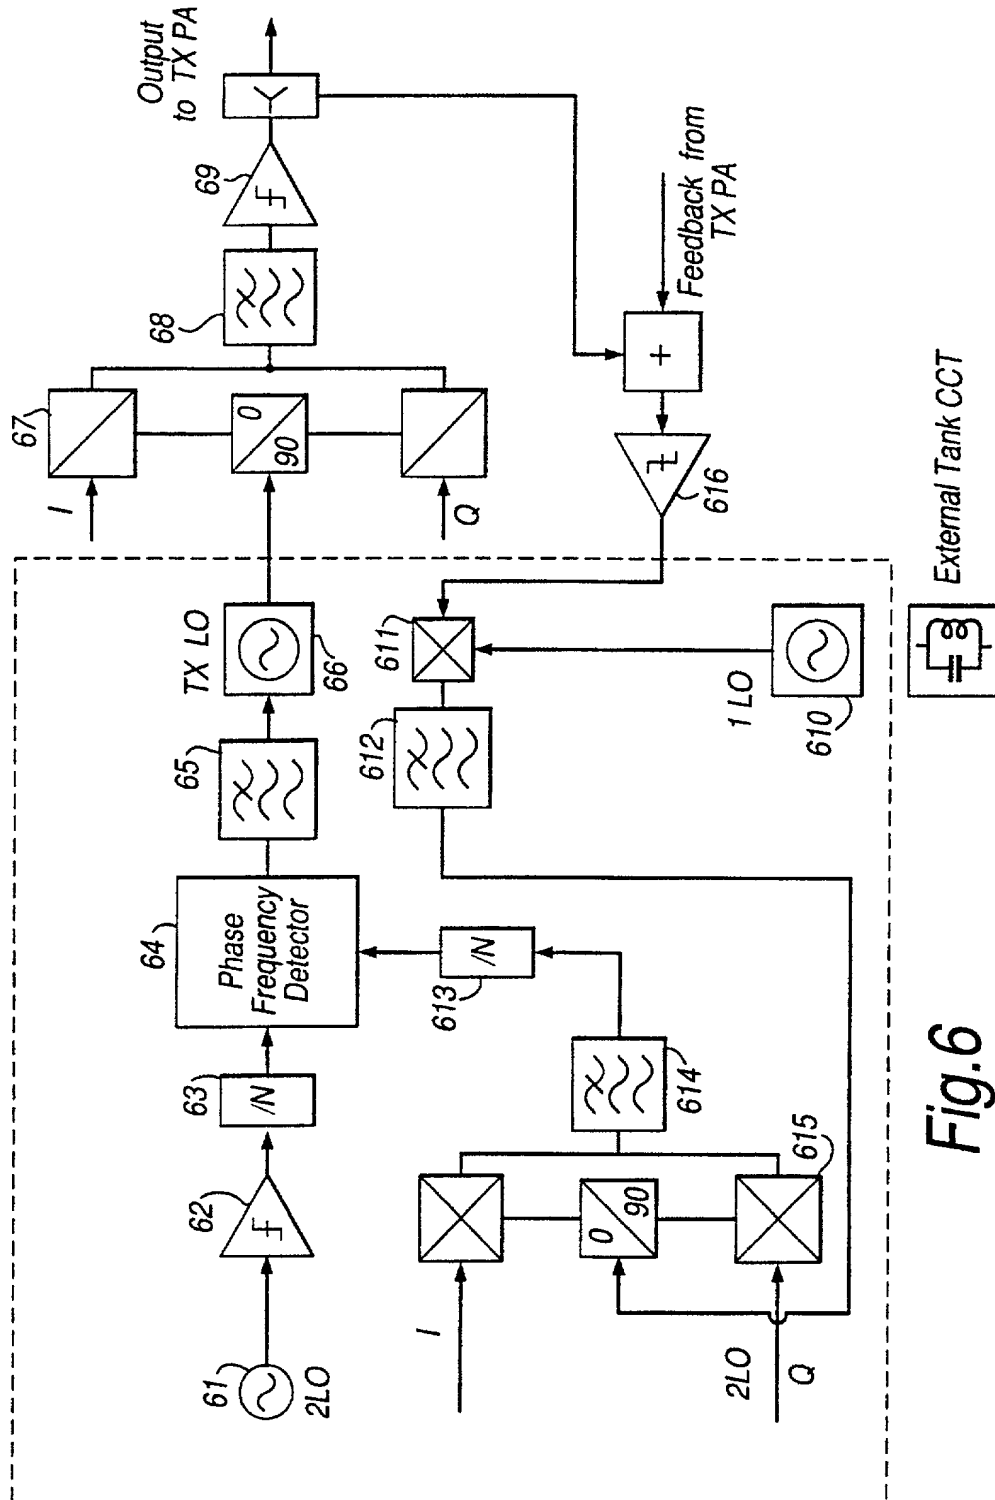 61
2LO
62
63
/N
64
Phase
Frequency
Detector
65
TX LO
66
I
67
0
90
Q
68
69
Output
to TX PA
I
2LO
Q
0
90
615
614
613
/N
612
611
1 LO
610
616
+
Feedback from
TX PA
External Tank CCT
Fig.6